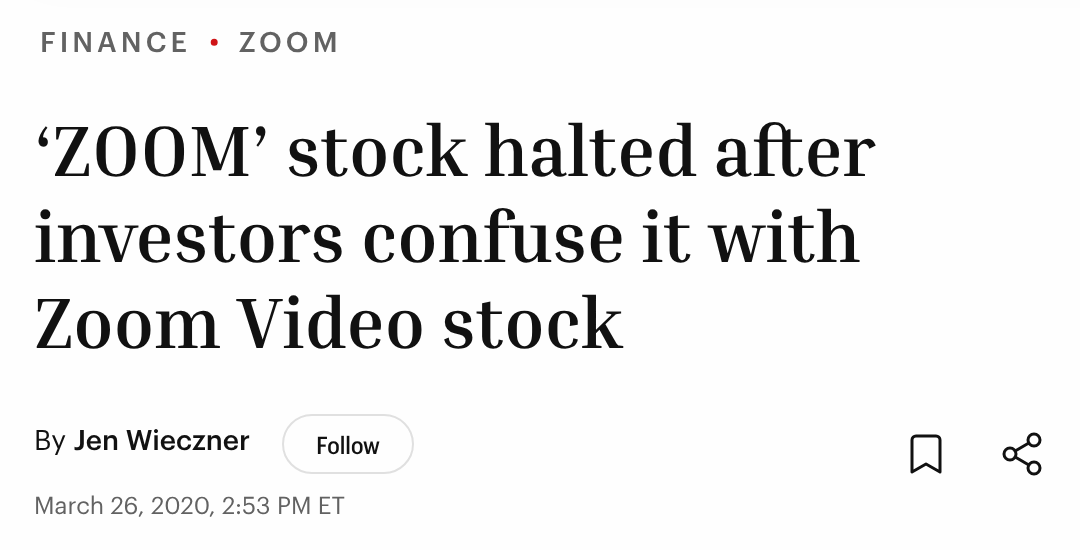 FINANCE • ZOOM
‘ZOOM’ stock halted after
investors confuse it with
Zoom Video stock
By Jen Wieczner Follow
March 26, 2020, 2:53 PM ET